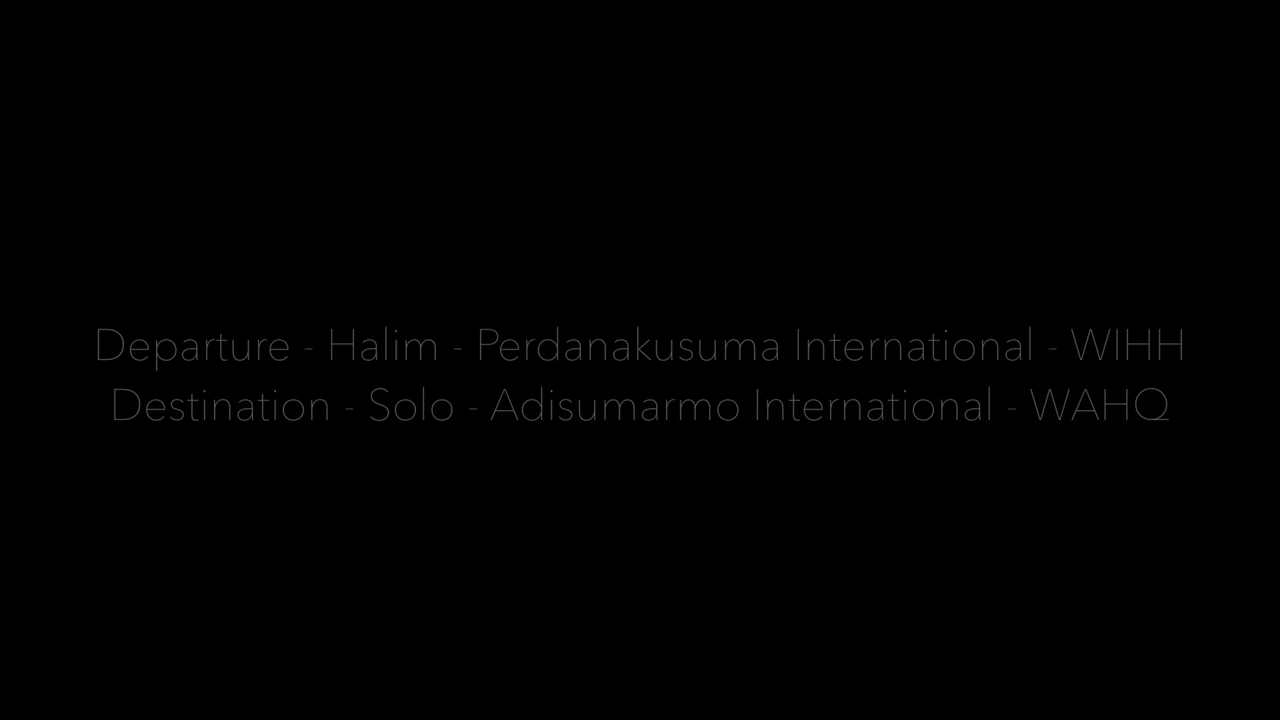 Departure - Halim - Perdanakusuma International - WIHH
Destination - Solo - Adisumarmo International - WAHQ